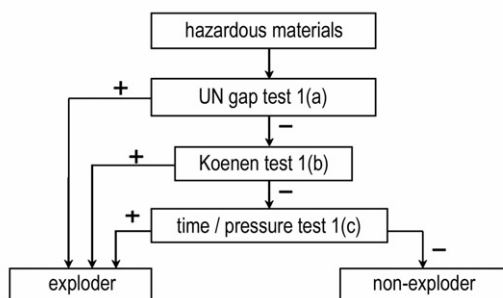 hazardous materials
+
UN gap test 1(a)
−
+
Koenen test 1(b)
−
+
time / pressure test 1(c)
−
exploder
non-exploder